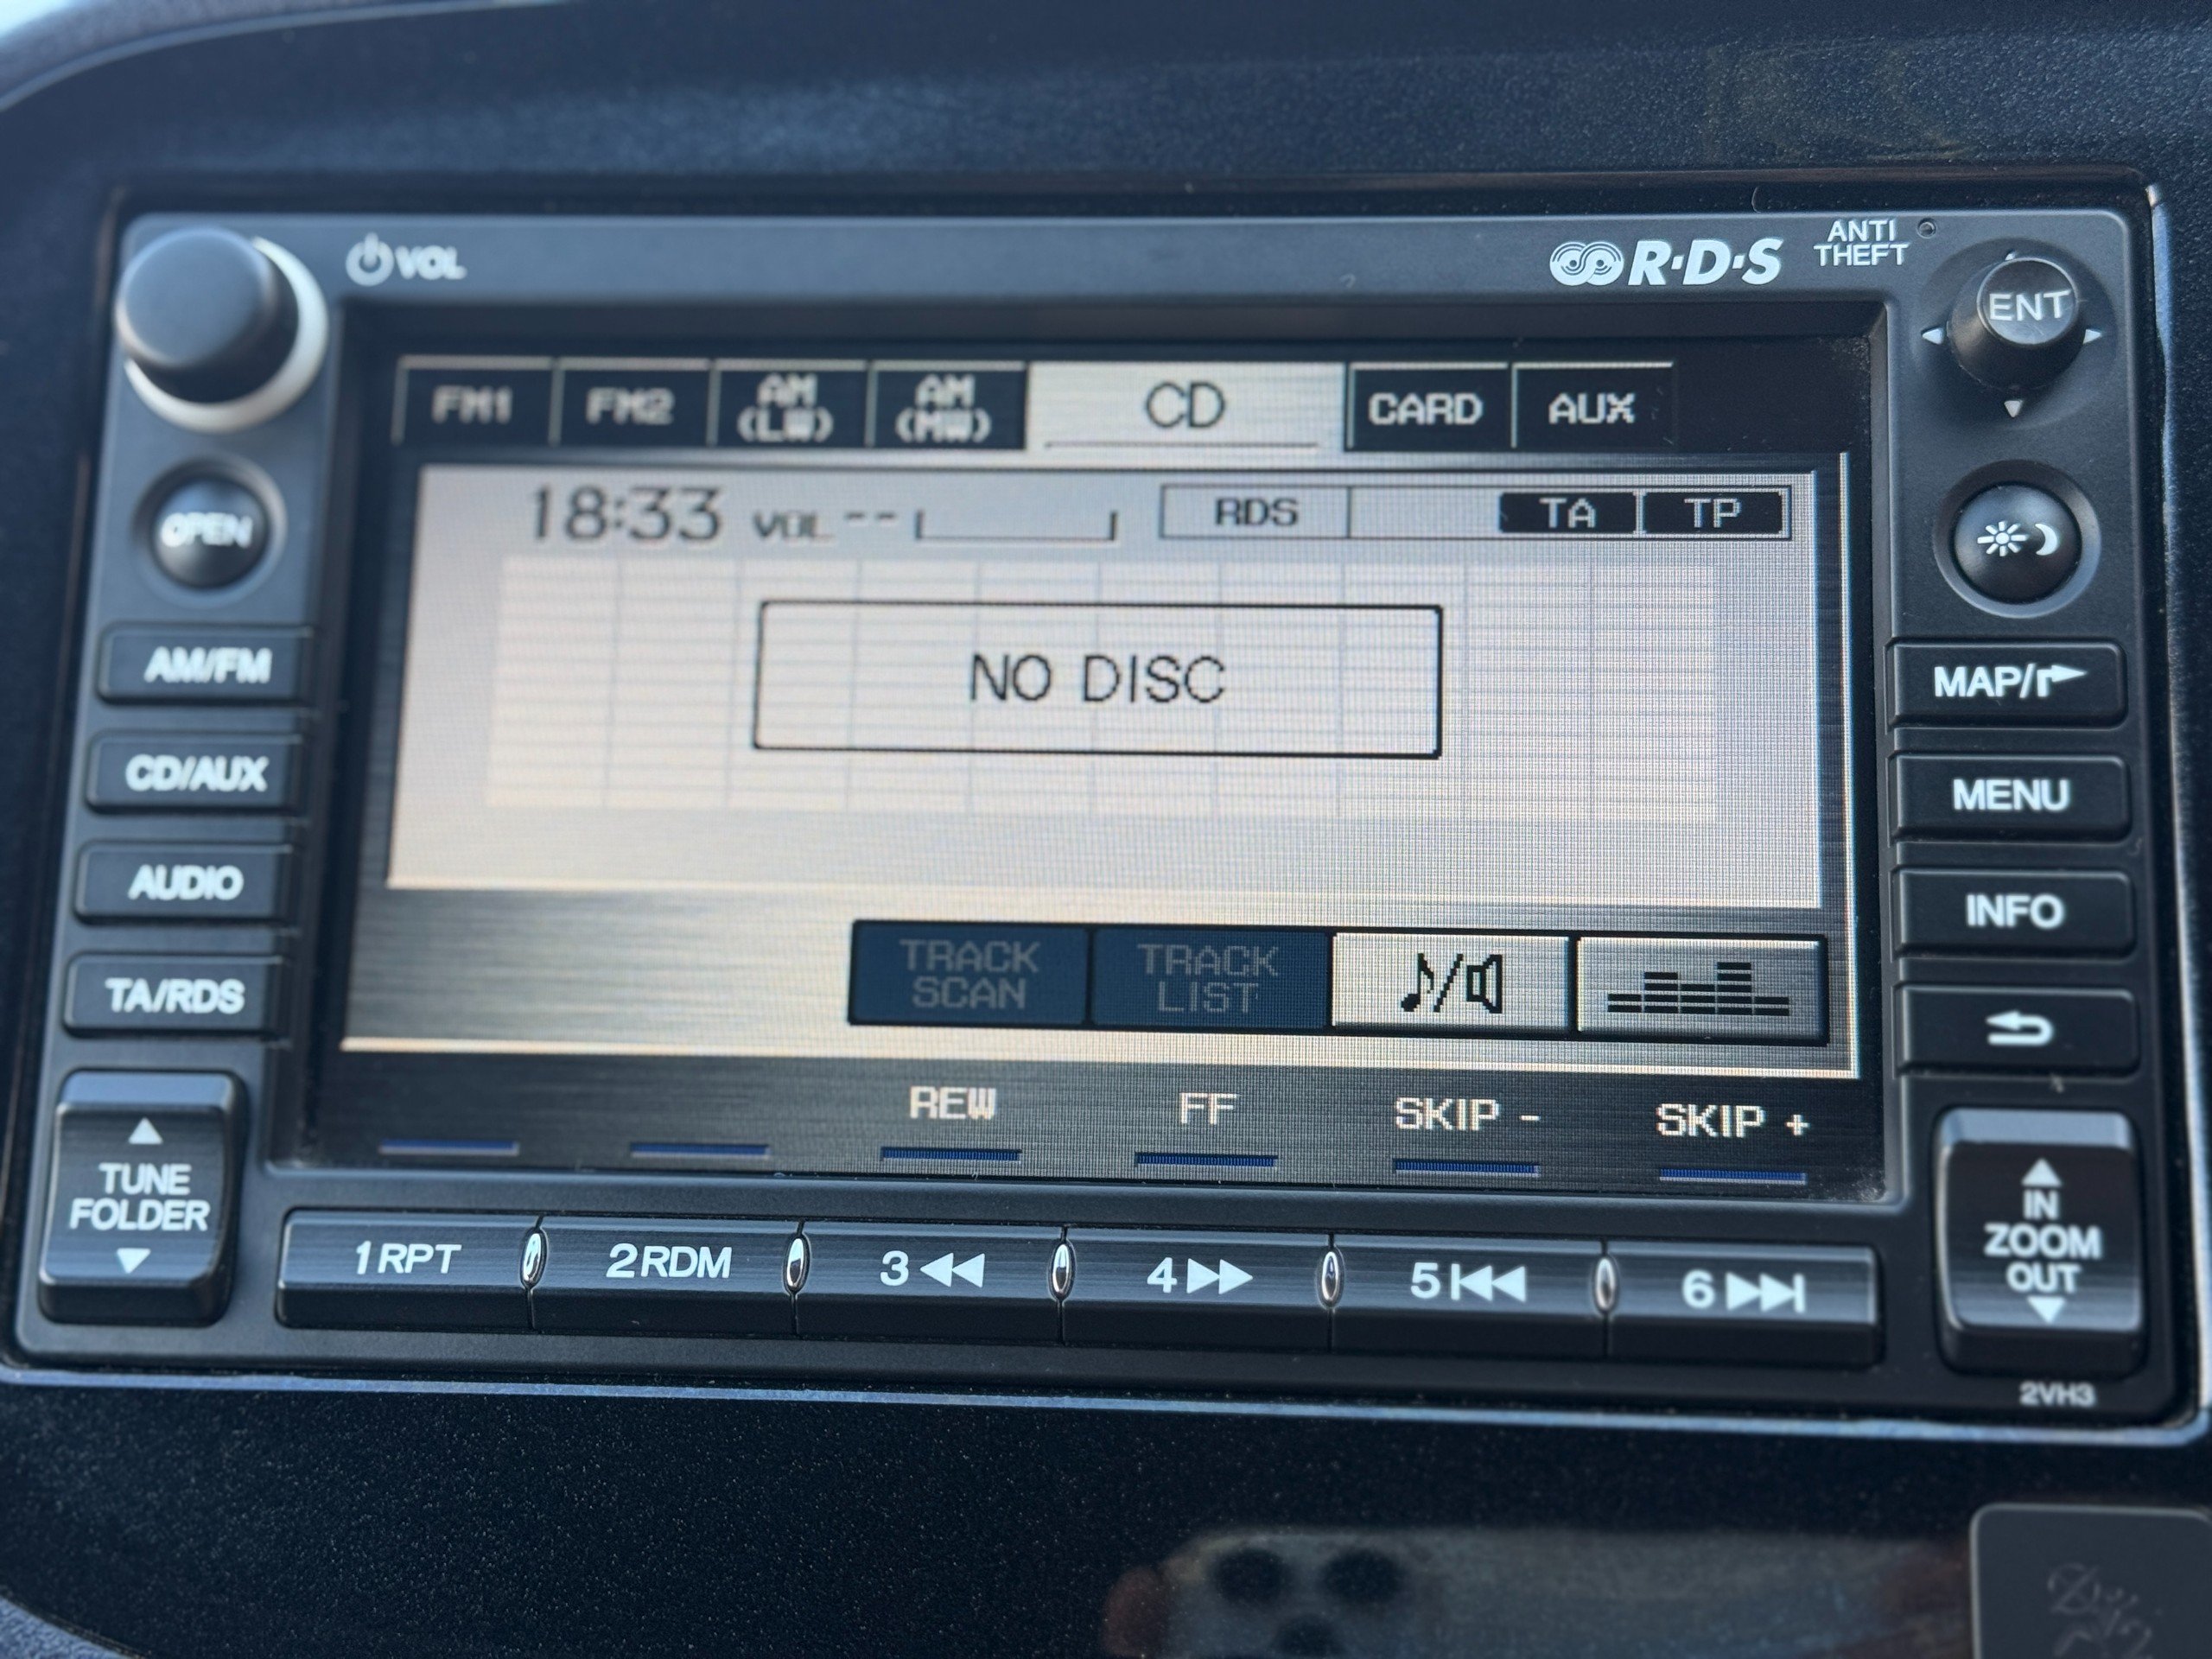 VOL
R·D·S
ANTI
THEFT
ENT
FM1
FM2
AM
(LW)
AM
(MW)
CD
CARD
AUX
OPEN
18:33
VOL --
RDS
TA
TP
NO DISC
AM/FM
CD/AUX
AUDIO
TA/RDS
MAP/
MENU
INFO
TRACK
SCAN
TRACK
LIST
REW
FF
SKIP -
SKIP +
TUNE
FOLDER
IN
ZOOM
OUT
1 RPT
2 RDM
3
4
5
6
2VH3